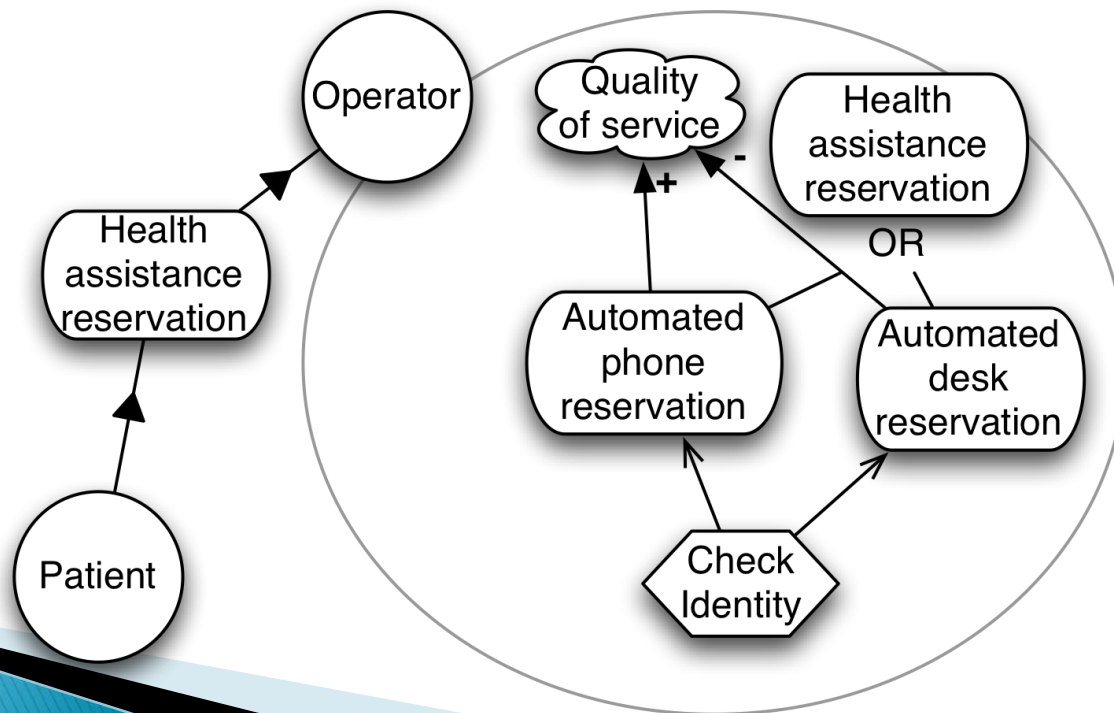 Operator
Quality
of service
Health
assistance
reservation
-
+
Health
assistance
reservation
OR
Automated
phone
reservation
Automated
desk
reservation
Patient
Check
Identity